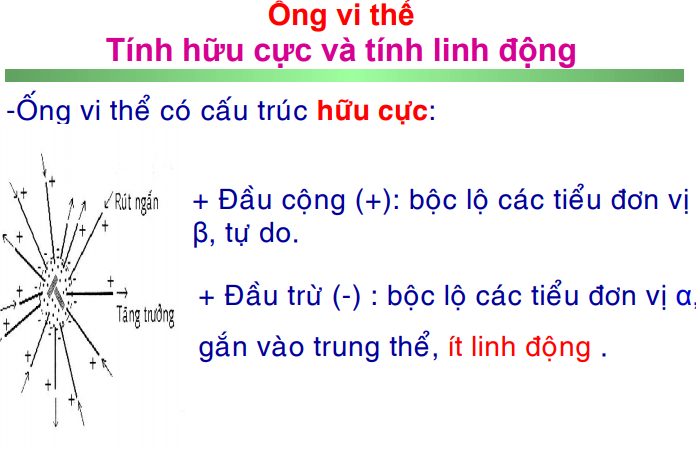 Ống vi thể
Tính hữu cực và tính linh động
-Ống vi thể có cấu trúc hữu cực:
Rút ngắn
+ Đầu cộng (+): bộc lộ các tiểu đơn vị
β, tự do.
+ Đầu trừ (-) : bộc lộ các tiểu đơn vị α,
Tăng trưởng
gắn vào trung thể, ít linh động .